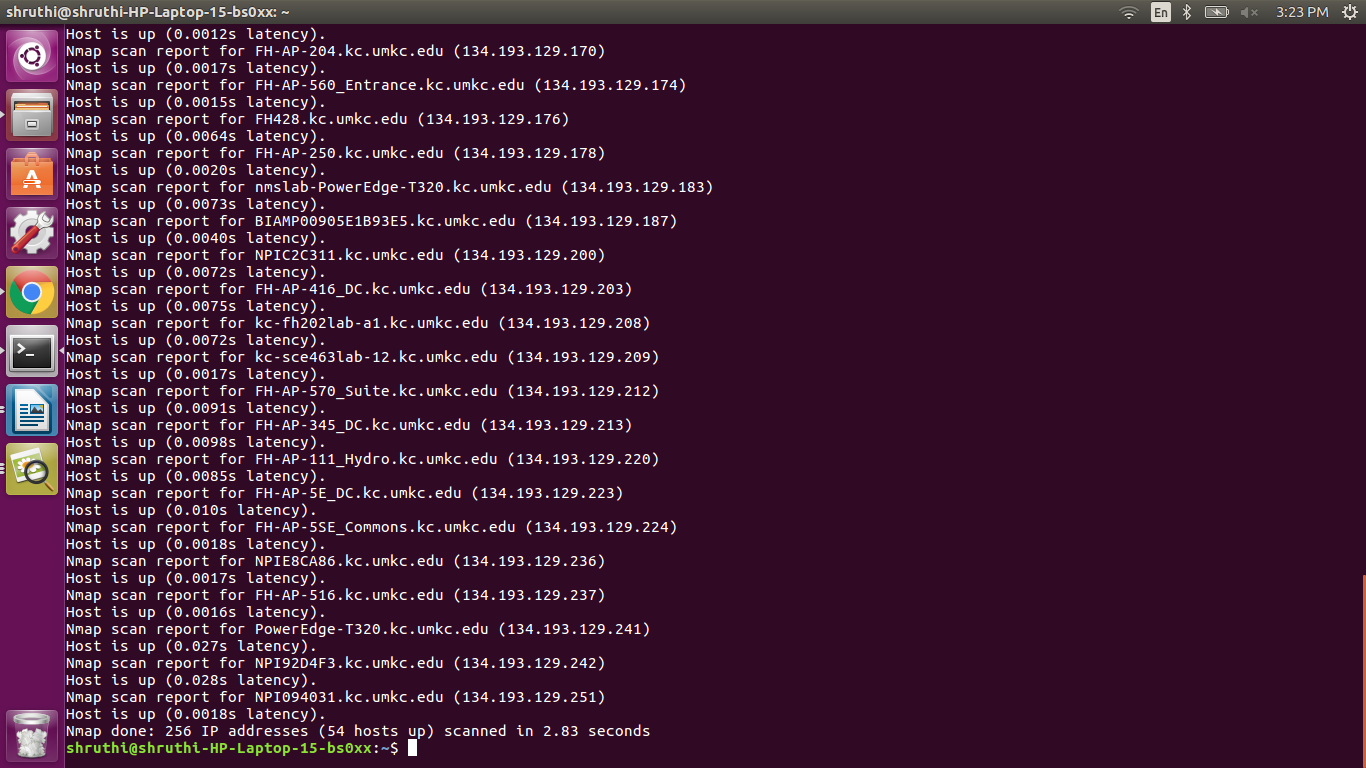 shruthi@shruthi-HP-Laptop-15-bs0xx: ~
En
3:23 PM
Host is up (0.0012s latency).
Nmap scan report for FH-AP-204.kc.umkc.edu (134.193.129.170)
Host is up (0.0017s latency).
Nmap scan report for FH-AP-560_Entrance.kc.umkc.edu (134.193.129.174)
Host is up (0.0015s latency).
Nmap scan report for FH428.kc.umkc.edu (134.193.129.176)
Host is up (0.0064s latency).
Nmap scan report for FH-AP-250.kc.umkc.edu (134.193.129.178)
Host is up (0.0020s latency).
Nmap scan report for nmslab-PowerEdge-T320.kc.umkc.edu (134.193.129.183)
Host is up (0.0073s latency).
Nmap scan report for BIAMP00905E1B93E5.kc.umkc.edu (134.193.129.187)
Host is up (0.0040s latency).
Nmap scan report for NPIC2C311.kc.umkc.edu (134.193.129.200)
Host is up (0.0072s latency).
Nmap scan report for FH-AP-416_DC.kc.umkc.edu (134.193.129.203)
Host is up (0.0075s latency).
Nmap scan report for kc-fh202lab-a1.kc.umkc.edu (134.193.129.208)
Host is up (0.0072s latency).
Nmap scan report for kc-sce463lab-12.kc.umkc.edu (134.193.129.209)
Host is up (0.0017s latency).
Nmap scan report for FH-AP-570_Suite.kc.umkc.edu (134.193.129.212)
Host is up (0.0091s latency).
Nmap scan report for FH-AP-345_DC.kc.umkc.edu (134.193.129.213)
Host is up (0.0098s latency).
Nmap scan report for FH-AP-111_Hydro.kc.umkc.edu (134.193.129.220)
Host is up (0.0085s latency).
Nmap scan report for FH-AP-5E_DC.kc.umkc.edu (134.193.129.223)
Host is up (0.010s latency).
Nmap scan report for FH-AP-5SE_Commons.kc.umkc.edu (134.193.129.224)
Host is up (0.0018s latency).
Nmap scan report for NPIE8CA86.kc.umkc.edu (134.193.129.236)
Host is up (0.0017s latency).
Nmap scan report for FH-AP-516.kc.umkc.edu (134.193.129.237)
Host is up (0.0016s latency).
Nmap scan report for PowerEdge-T320.kc.umkc.edu (134.193.129.241)
Host is up (0.027s latency).
Nmap scan report for NPI92D4F3.kc.umkc.edu (134.193.129.242)
Host is up (0.028s latency).
Nmap scan report for NPI094031.kc.umkc.edu (134.193.129.251)
Host is up (0.0018s latency).
Nmap done: 256 IP addresses (54 hosts up) scanned in 2.83 seconds
shruthi@shruthi-HP-Laptop-15-bs0xx:~$